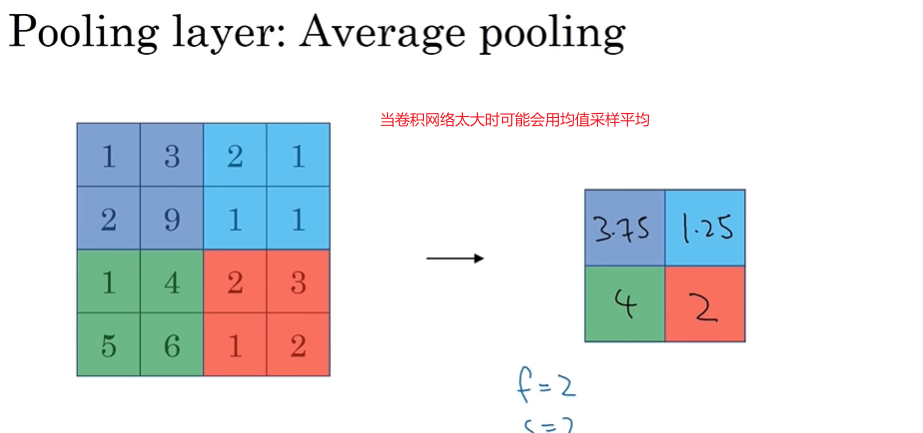 Pooling layer: Average pooling
当卷积网络太大时可能会用均值采样平均
1 3 2 1
2 9 1 1
1 4 2 3
5 6 1 2
3.75 1.25
4 2
f=2
s=2